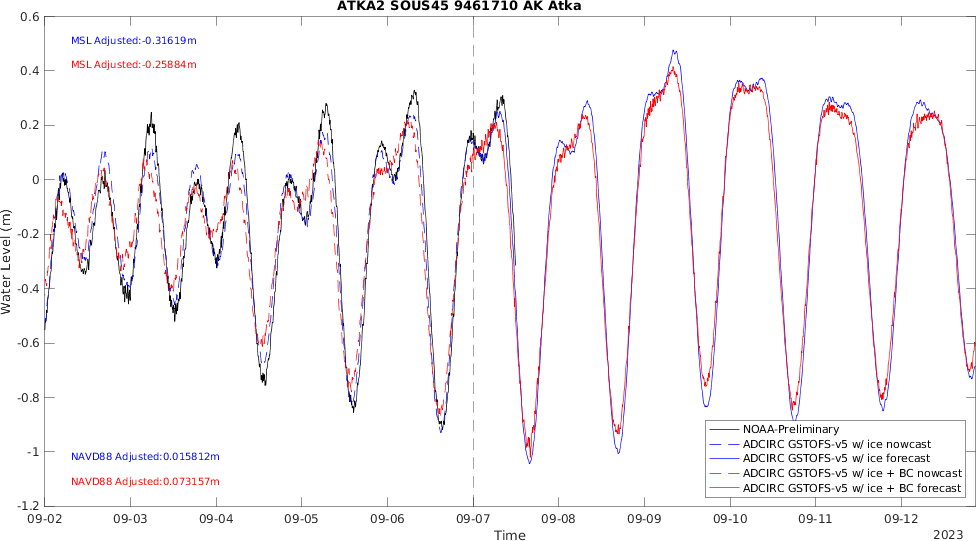 ATKA2 SOUS45 9461710 AK Atka
0.6
0.4
0.2
0
-0.2
-0.4
-0.6
-0.8
-1
-1.2
Water Level (m)
MSL Adjusted:-0.31619m
MSL Adjusted:-0.25884m
NAVD88 Adjusted:0.015812m
NAVD88 Adjusted:0.073157m
NOAA-Preliminary
ADCIRC GSTOFS-v5 w/ ice nowcast
ADCIRC GSTOFS-v5 w/ ice forecast
ADCIRC GSTOFS-v5 w/ ice + BC nowcast
ADCIRC GSTOFS-v5 w/ ice + BC forecast
09-02 09-03 09-04 09-05 09-06 09-07 09-08 09-09 09-10 09-11 09-12
Time
2023